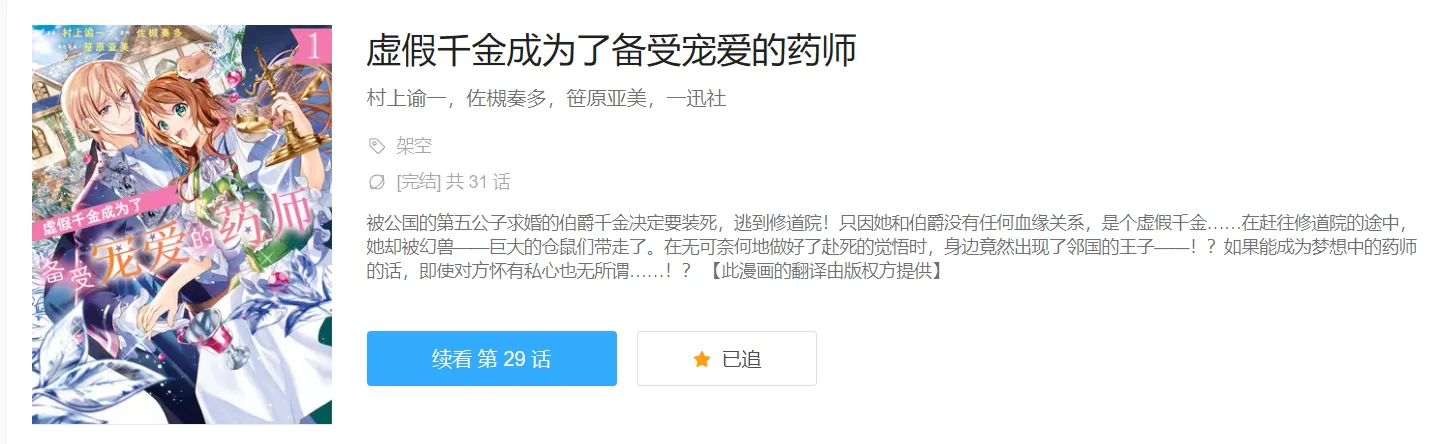 村上谕一 佐槻奏多
笹原亚美
1
虚假千金成为了
备受宠爱的药师
虚假千金成为了备受宠爱的药师
村上谕一，佐槻奏多，笹原亚美，一迅社
架空
[完结] 共 31 话
被公国的第五公子求婚的伯爵千金决定要装死，逃到修道院！只因她和伯爵没有任何血缘关系，是个虚假千金……在赶往修道院的途中，
她却被幻兽——巨大的仓鼠们带走了。在无可奈何地做好了赴死的觉悟时，身边竟然出现了邻国的王子——！？如果能成为梦想中的药师
的话，即使对方怀有私心也无所谓……！？ 【此漫画的翻译由版权方提供】
续看 第 29 话
已追